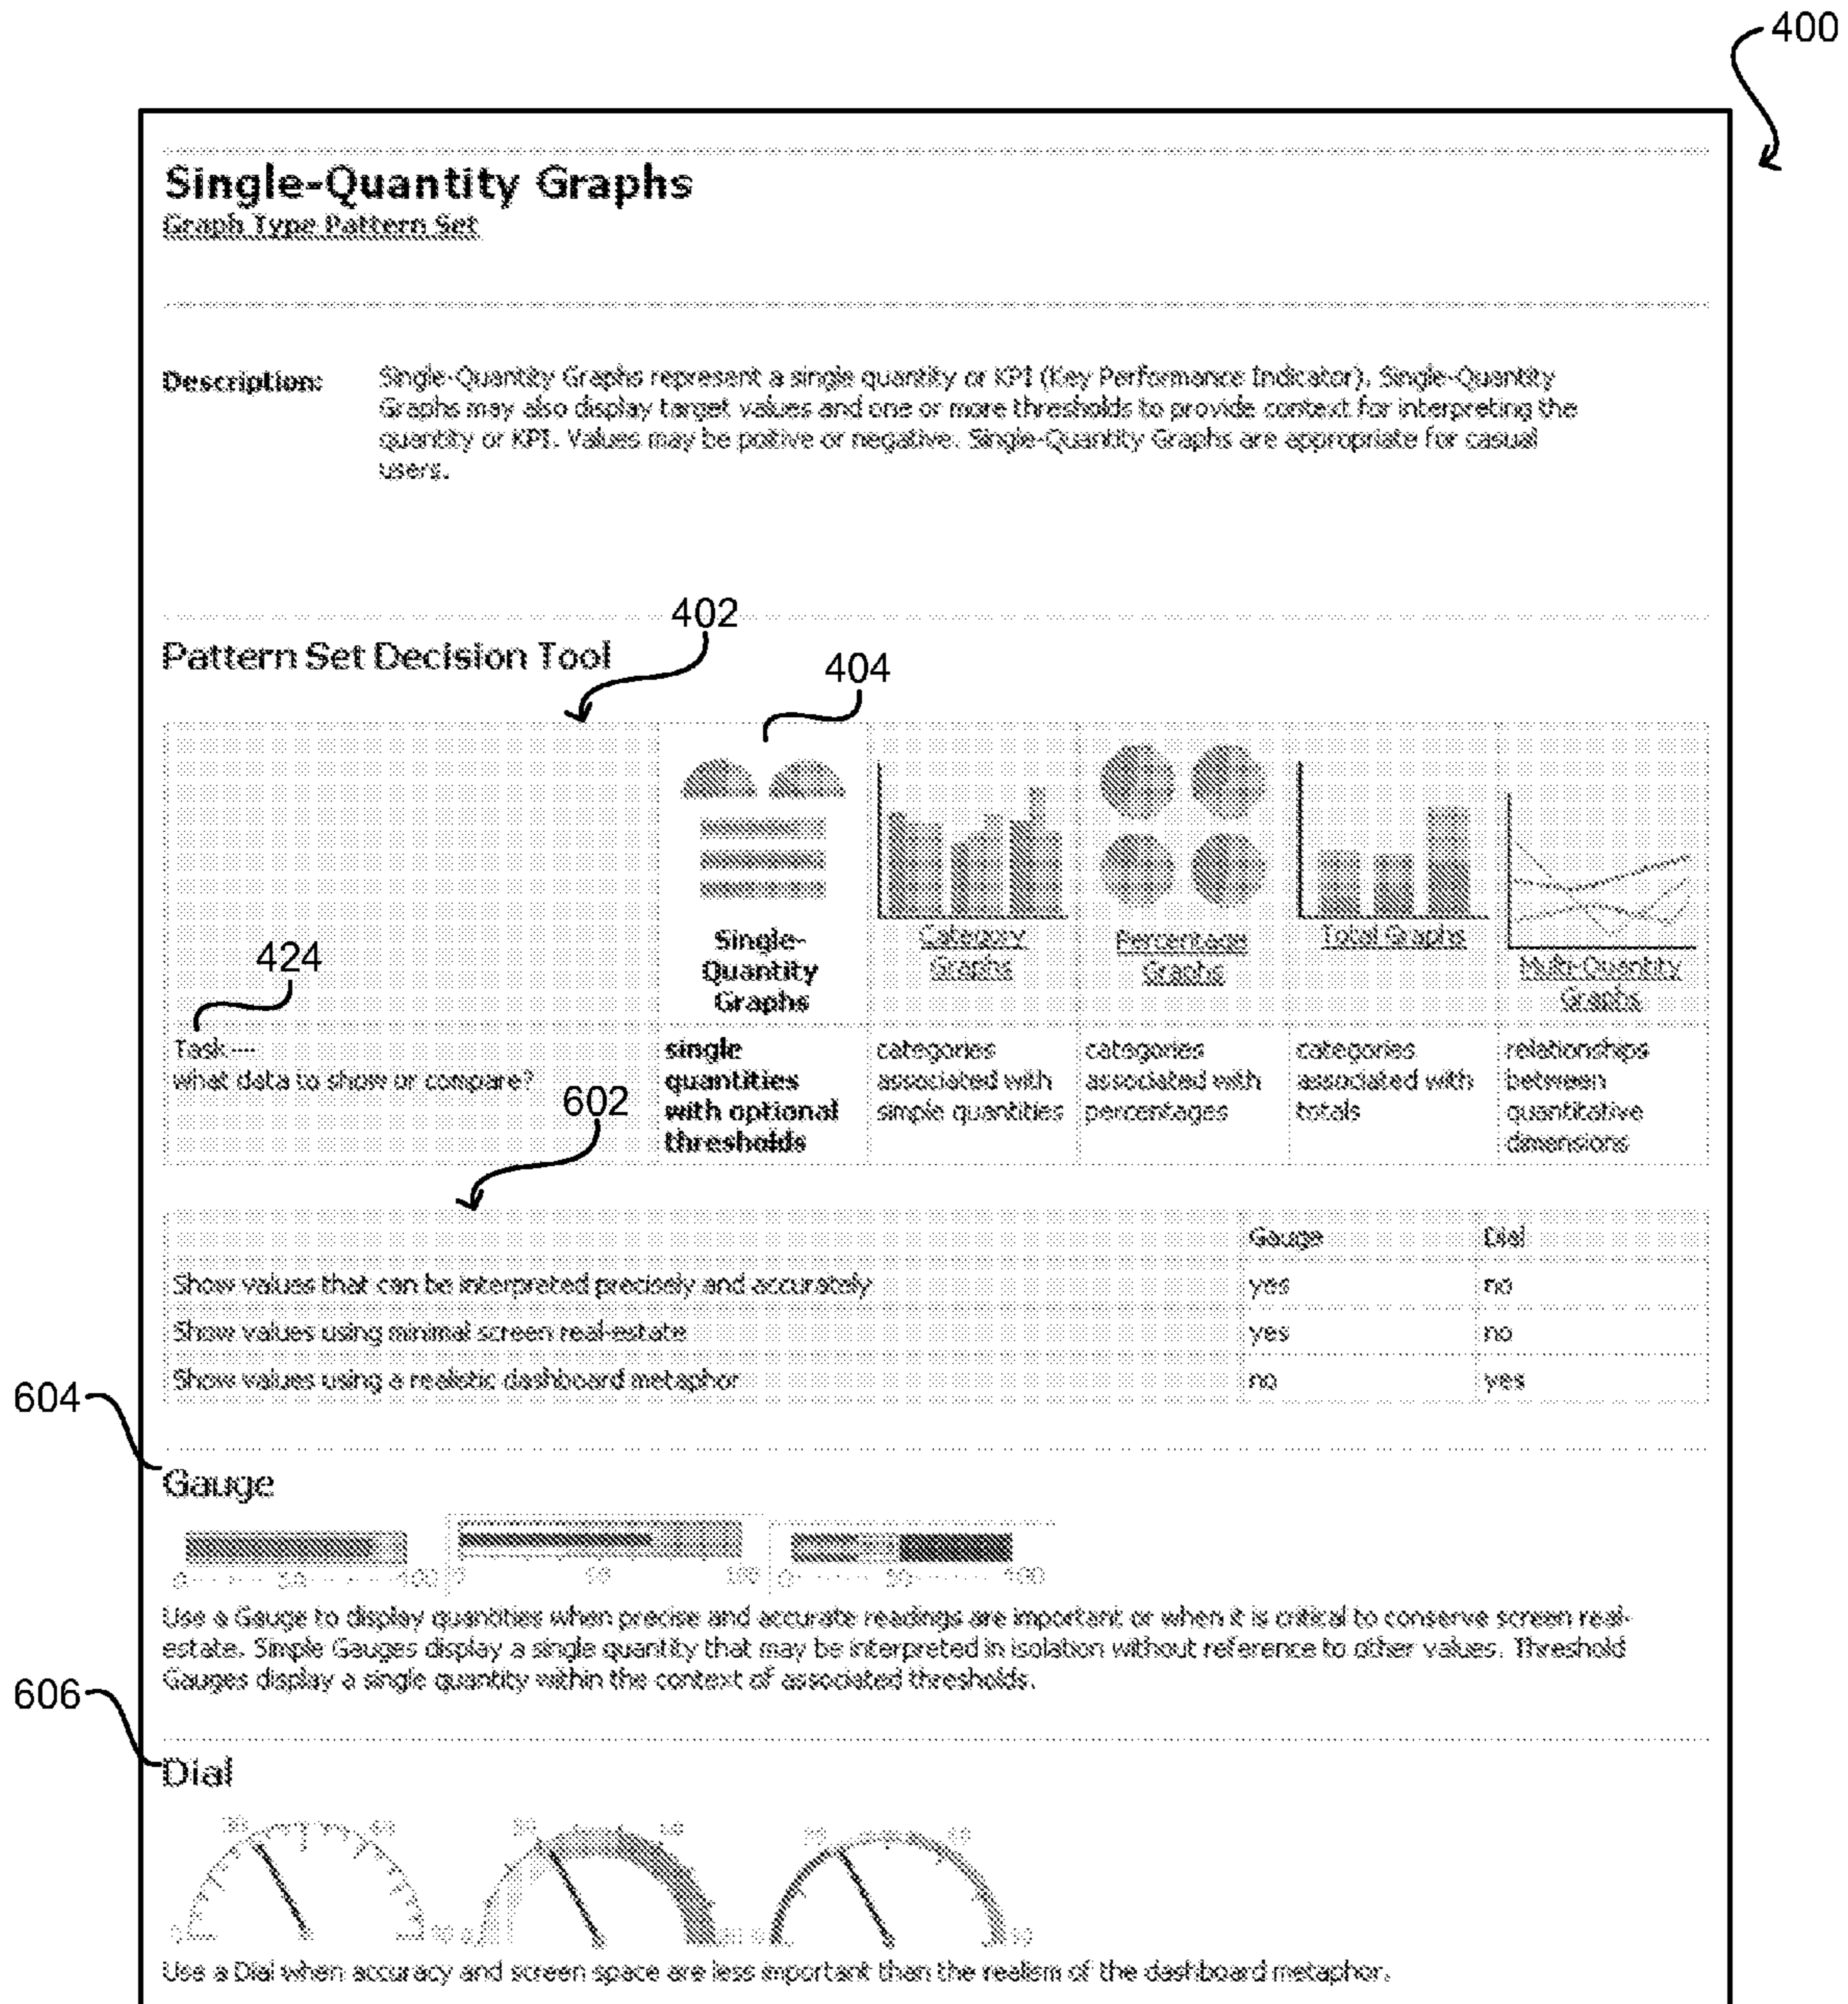 400
Single-Quantity Graphs
Graph Type Pattern Set
Description:
Single-Quantity Graphs represent a single quantity or KPI (Key Performance Indicator). Single-Quantity
Graphs may also display target values and one or more thresholds to provide context for interpreting the
quantity or KPI. Values may be poitive or negative. Single-Quantity Graphs are appropriate for casual
users.
402
Pattern Set Decision Tool
404
Single-
Quantity
Graphs
Category
Graphs
Percentage
Graphs
Total Graphs
Multi-Quantity
Graphs
424
Task ---
what data to show or compare?
single
quantities
with optional
thresholds
categories
associated with
simple quantities
categories
associated with
percentages
categories
associated with
totals
relationships
between
quantitative
dimensions
602
Gauge Dial
Show values that can be interpreted precisely and accurately yes no
Show values using minimal screen real-estate yes no
Show values using a realistic dashboard metaphor no yes
604
Gauge
0 50 100 0 50 100 0 50 100
Use a Gauge to display quantities when precise and accurate readings are important or when it is critical to conserve screen real-
estate. Simple Gauges display a single quantity that may be interpreted in isolation without reference to other values. Threshold
Gauges display a single quantity within the context of associated thresholds.
606
Dial
Use a Dial when accuracy and screen space are less important than the realism of the dashboard metaphor.